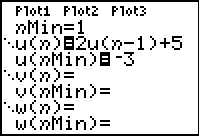 Plot1 Plot2 Plot3
nMin=1
u(n)=2u(n-1)+5
u(nMin)=-3
v(n)=
v(nMin)=
w(n)=
w(nMin)=